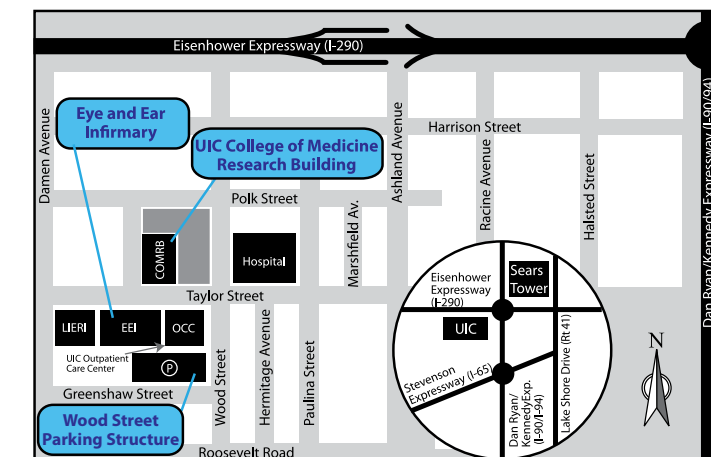 Eisenhower Expressway (I-290)
Dan Ryan/Kennedy Expressway (I-90/94)
Damen Avenue
Eye and Ear
Infirmary
UIC College of Medicine
Research Building
Ashland Avenue
Harrison Street
Racine Avenue
Halsted Street
Polk Street
Marshfield Av.
COMRB
Hospital
Taylor Street
LIERI
EEI
OCC
UIC Outpatient
Care Center
P
Greenshaw Street
Wood Street
Hermitage Avenue
Paulina Street
Wood Street
Parking Structure
Roosevelt Road
Eisenhower
Expressway
(I-290)
Sears
Tower
UIC
Stevenson
Expressway (I-65)
Dan Ryan/
KennedyExp.
(I-90/I-94)
Lake Shore Drive (Rt 41)
N